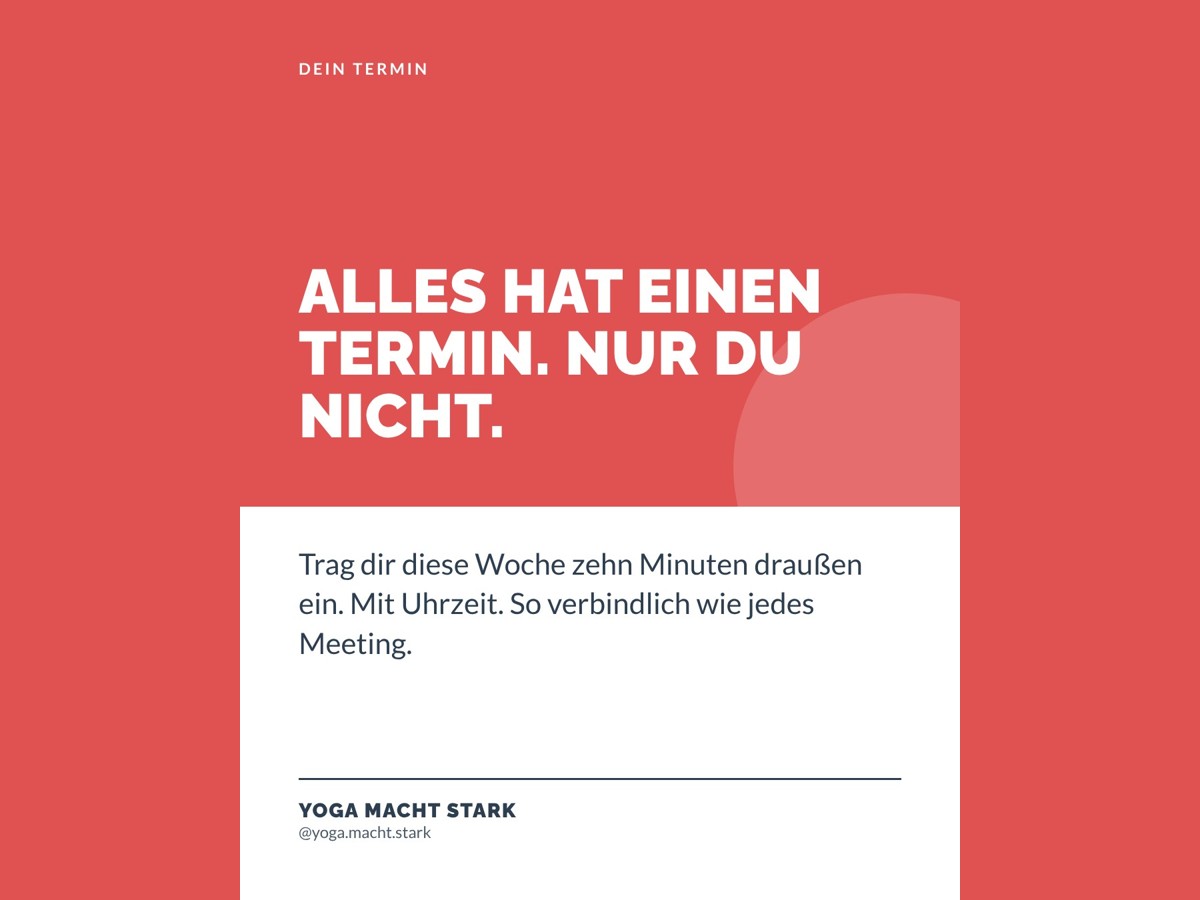 DEIN TERMIN
ALLES HAT EINEN
TERMIN. NUR DU
NICHT.
Trag dir diese Woche zehn Minuten draußen
ein. Mit Uhrzeit. So verbindlich wie jedes
Meeting.
YOGA MACHT STARK
@yoga.macht.stark